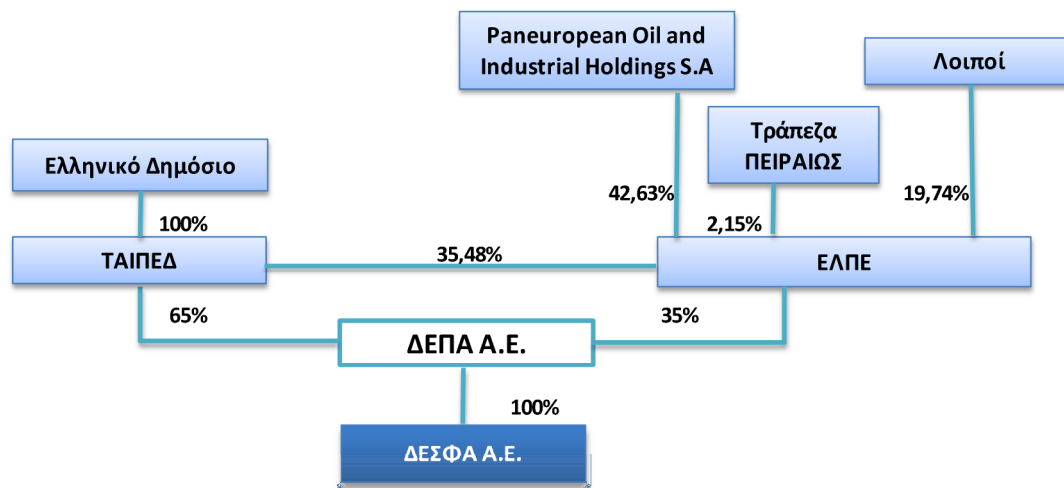 Paneuropean Oil and
Industrial Holdings S.A
Λοιποί
Τράπεζα
ΠΕΙΡΑΙΩΣ
Ελληνικό Δημόσιο
42,63%
19,74%
100%
2,15%
ΤΑΙΠΕΔ
35,48%
ΕΛΠΕ
65%
35%
ΔΕΠΑ Α.Ε.
100%
ΔΕΣΦΑ Α.Ε.